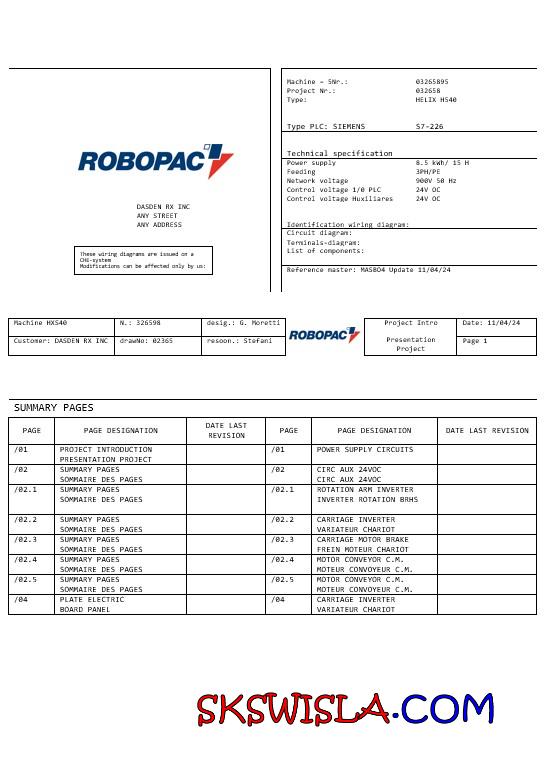 Machine – SNr.: 03265895
Project Nr.: 032658
Type: HELIX H540
Type PLC: SIEMENS S7-226
Technical specification
Power supply 8.5 kWh/ 15 H
Feeding 3PH/PE
Network voltage 900V 50 Hz
Control voltage I/O PLC 24V OC
Control voltage Huxiliares 24V OC
Identification wiring diagram:
Circuit diagram:
Terminals-diagram:
List of components:
Reference master: MASBO4 Update 11/04/24
ROBOPAC
DASDEN RX INC
ANY STREET
ANY ADDRESS
These wiring diagrams are issued on a
CHE-system
Modifications can be affected only by us:
Machine HX540 N.: 326598 desig.: G. Moretti ROBOPAC Project Intro Date: 11/04/24
Customer: DASDEN RX INC drawNo: 02365 resoon.: Stefani Presentation Project Page 1
SUMMARY PAGES
PAGE PAGE DESIGNATION DATE LAST REVISION PAGE PAGE DESIGNATION DATE LAST REVISION
/01 PROJECT INTRODUCTION /01 POWER SUPPLY CIRCUITS
PRESENTATION PROJECT
/02 SUMMARY PAGES /02 CIRC AUX 24VOC
SOMMAIRE DES PAGES CIRC AUX 24VOC
/02.1 SUMMARY PAGES /02.1 ROTATION ARM INVERTER
SOMMAIRE DES PAGES INVERTER ROTATION BRHS
/02.2 SUMMARY PAGES /02.2 CARRIAGE INVERTER
SOMMAIRE DES PAGES VARIATEUR CHARIOT
/02.3 SUMMARY PAGES /02.3 CARRIAGE MOTOR BRAKE
SOMMAIRE DES PAGES FREIN MOTEUR CHARIOT
/02.4 SUMMARY PAGES /02.4 MOTOR CONVEYOR C.M.
SOMMAIRE DES PAGES MOTEUR CONVOYEUR C.M.
/02.5 SUMMARY PAGES /02.5 MOTOR CONVEYOR C.M.
SOMMAIRE DES PAGES MOTEUR CONVOYEUR C.M.
/04 PLATE ELECTRIC /04 CARRIAGE INVERTER
BOARD PANEL VARIATEUR CHARIOT
SKSWISLA.COM